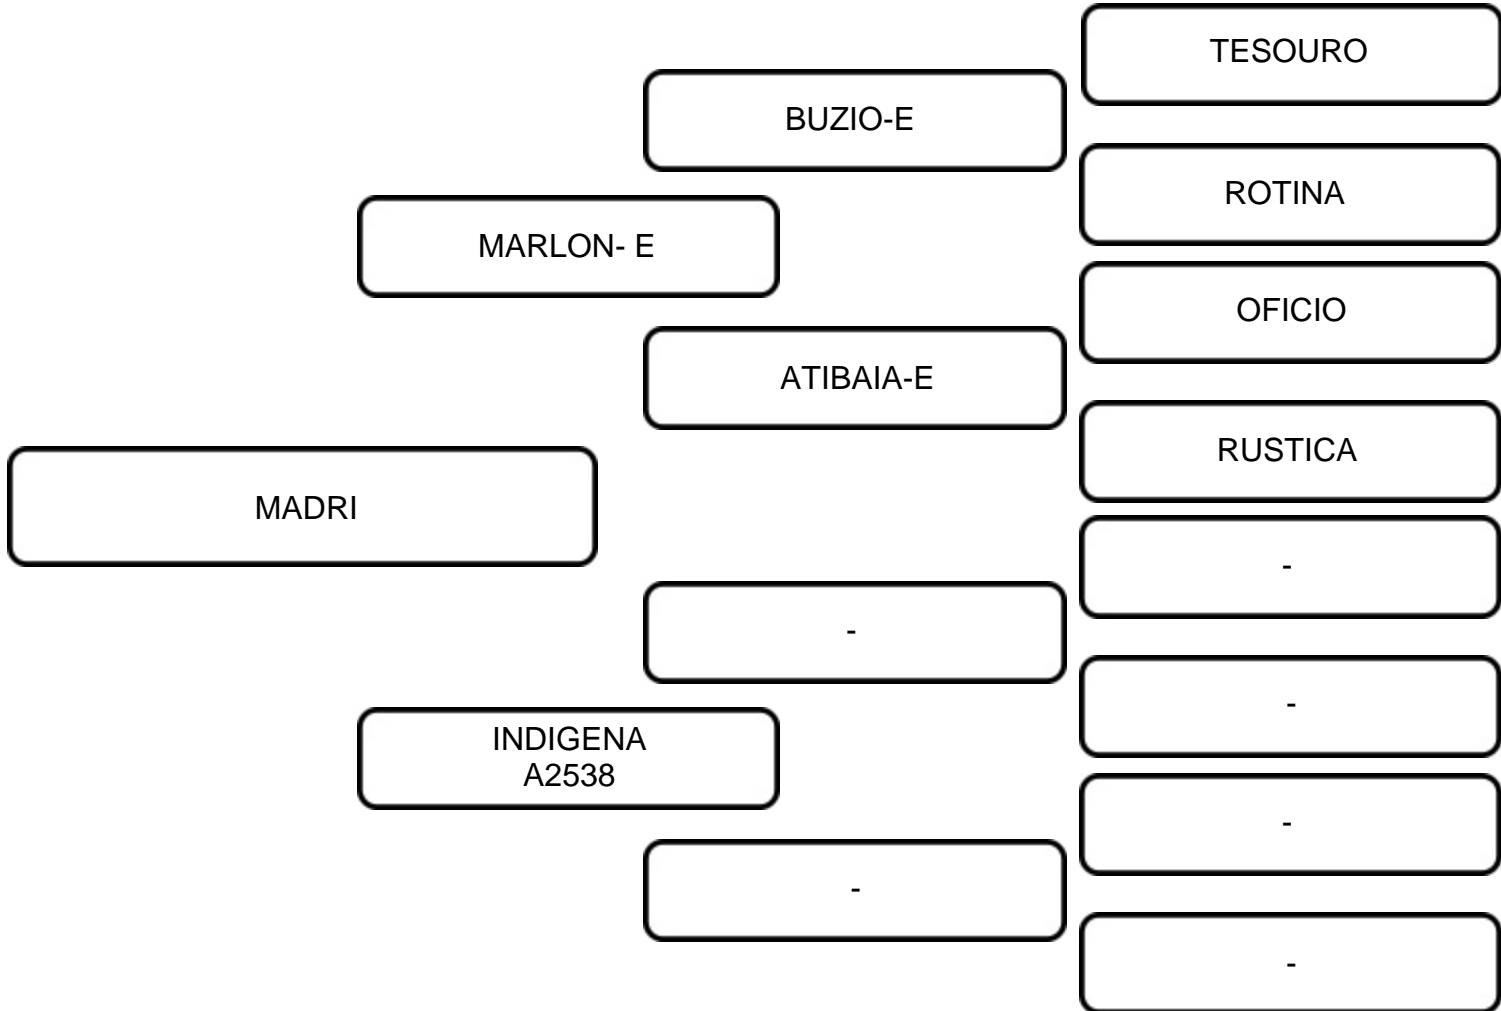 TESOURO
BUZIO-E
ROTINA
MARLON- E
OFICIO
ATIBAIA-E
RUSTICA
MADRI
-
-
-
INDIGENA
A2538
-
-
-